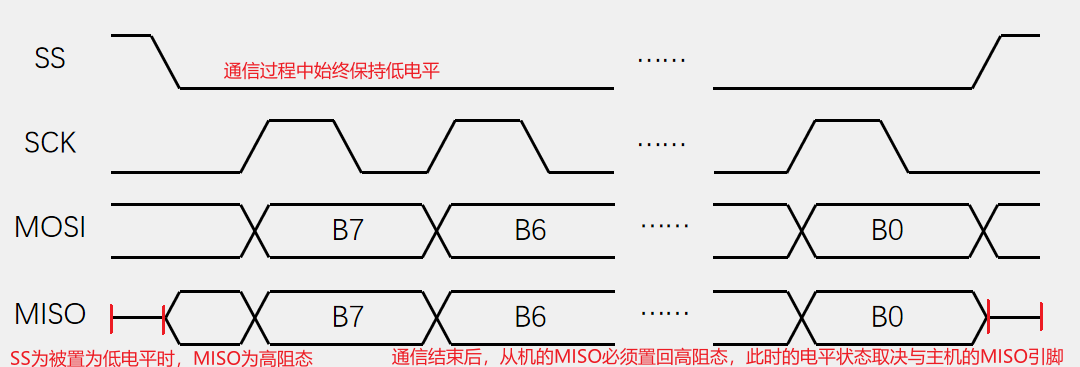 SS
通信过程中始终保持低电平
……
SCK
……
MOSI
B7
B6
……
B0
MISO
B7
B6
……
B0
SS为被置为低电平时，MISO为高阻态
通信结束后，从机的MISO必须置回高阻态，此时的电平状态取决与主机的MISO引脚